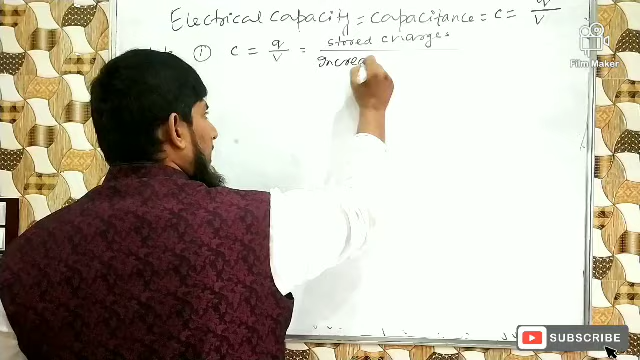 Electrical capacity = capacitance = c = q/v
① c = q/v = stored charges
Increa
Film Maker
SUBSCRIBE